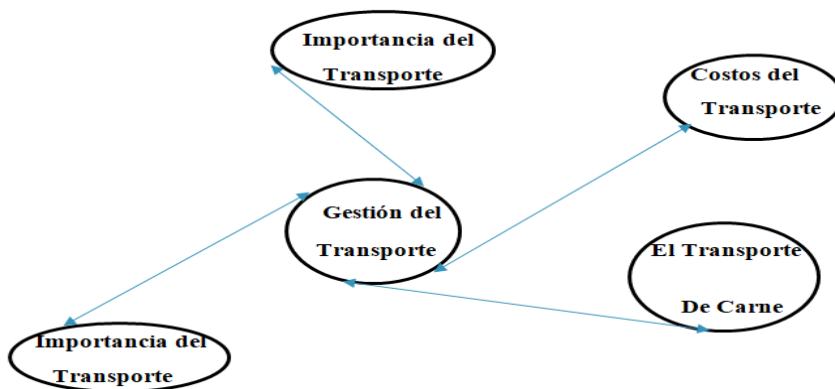 Importancia del
Transporte
Costos del
Transporte
Gestión del
Transporte
El Transporte
De Carne
Importancia del
Transporte